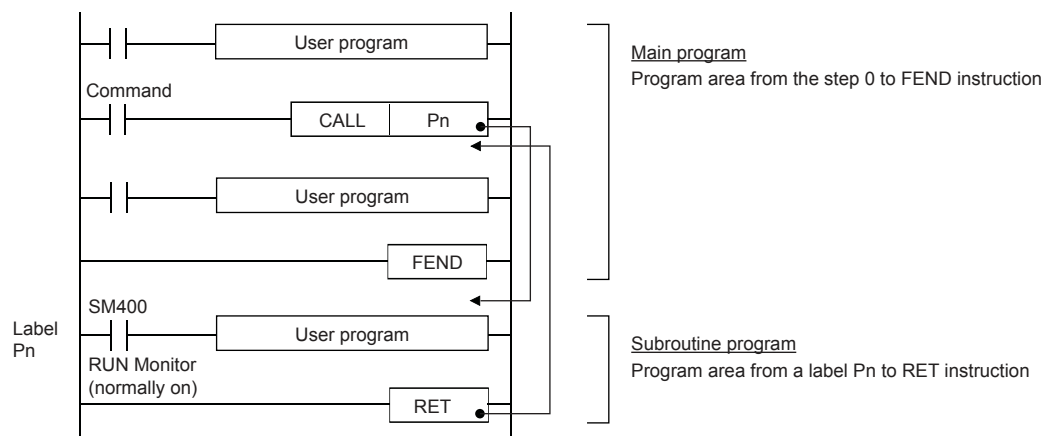 User program
Main program
Program area from the step 0 to FEND instruction
Command
CALL Pn
User program
FEND
SM400
Label
Pn
User program
RUN Monitor
(normally on)
Subroutine program
Program area from a label Pn to RET instruction
RET